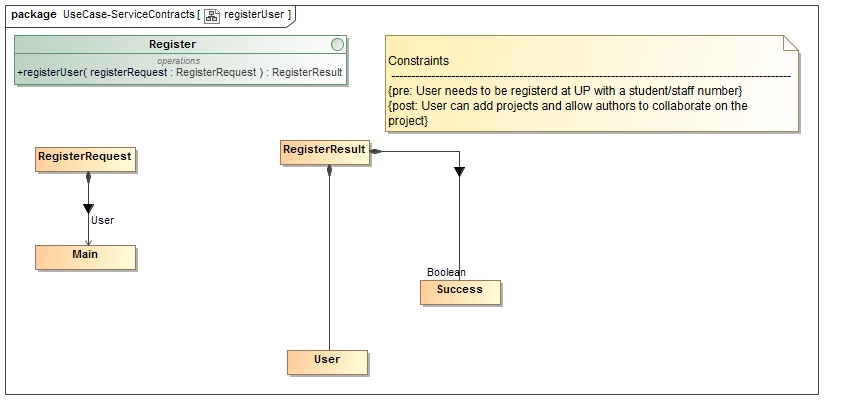 package UseCase-ServiceContracts [ registerUser ]
Register
operations
+registerUser( registerRequest : RegisterRequest ) : RegisterResult
Constraints
{pre: User needs to be registerd at UP with a student/staff number}
{post: User can add projects and allow authors to collaborate on the
project}
RegisterRequest
RegisterResult
User
Main
Boolean
Success
User